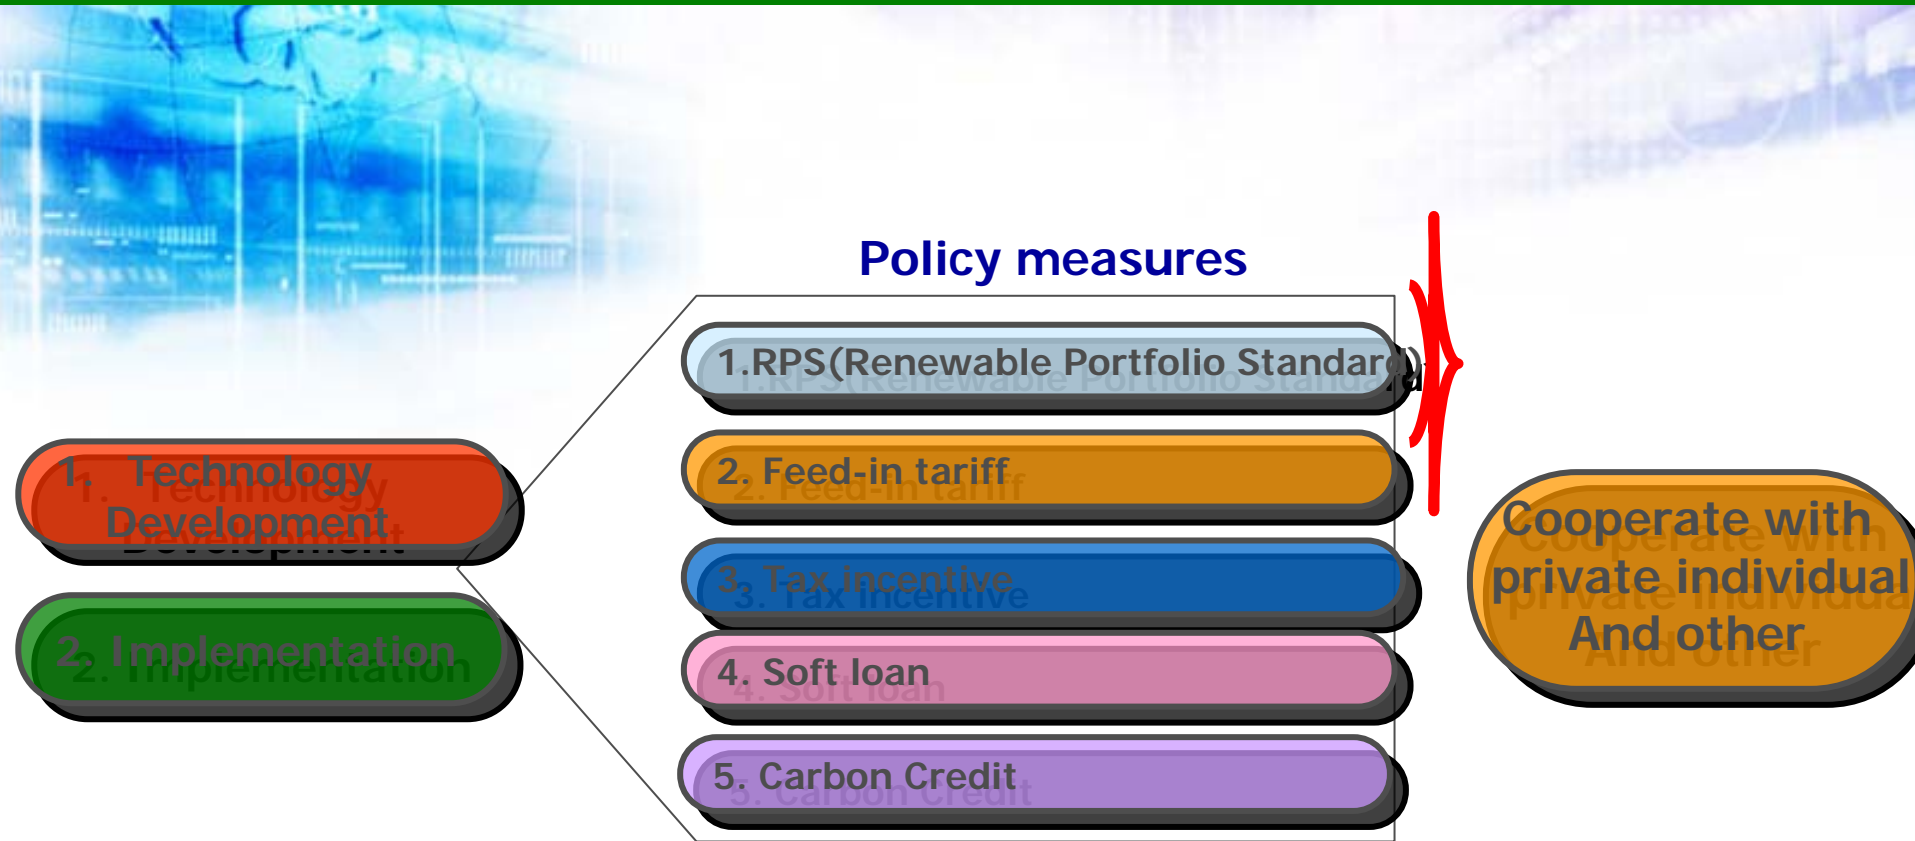 Policy measures
1.RPS(Renewable Portfolio Standard)
2. Feed-in tariff
3. Tax Incentive
4. Soft loan
5. Carbon Credit
1. Technology
Development
2. Implementation
Cooperate with
private individual
And other